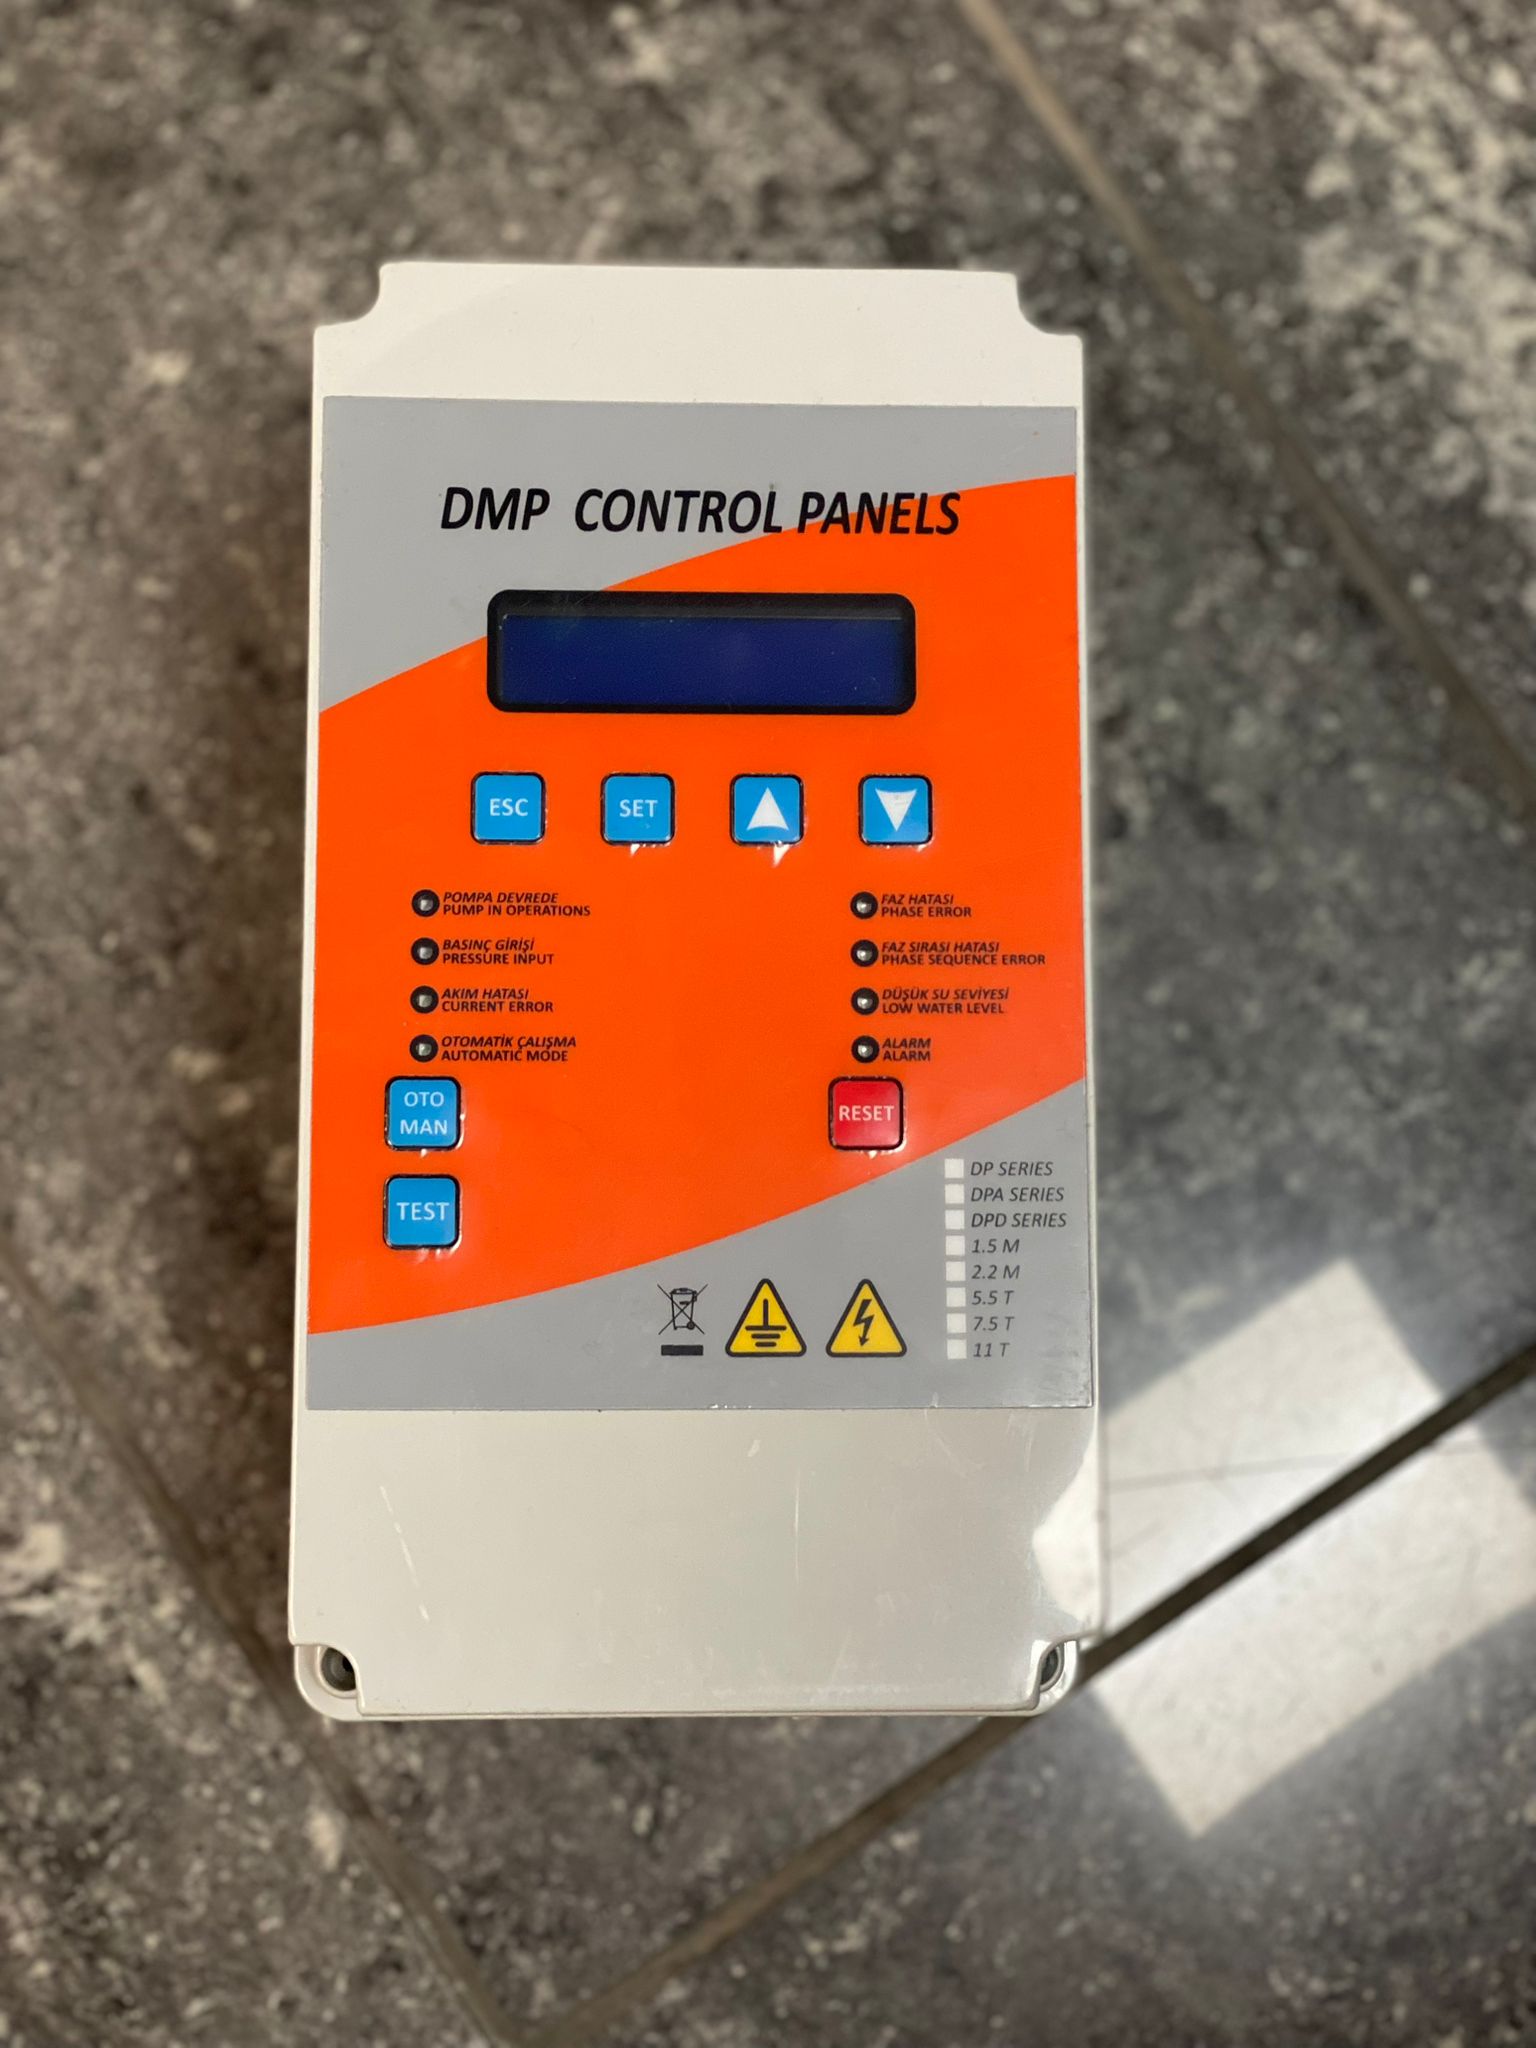 DMP CONTROL PANELS
ESC
SET
POMPA DEVREDE
PUMP IN OPERATIONS
BASINÇ GİRİŞİ
PRESSURE INPUT
AKIM HATASI
CURRENT ERROR
OTOMATİK ÇALIŞMA
AUTOMATIC MODE
OTO
MAN
TEST
FAZ HATASI
PHASE ERROR
FAZ SIRASI HATASI
PHASE SEQUENCE ERROR
DÜŞÜK SU SEVİYESİ
LOW WATER LEVEL
ALARM
ALARM
RESET
DP SERIES
DPA SERIES
DPD SERIES
1.5 M
2.2 M
5.5 T
7.5 T
11 T